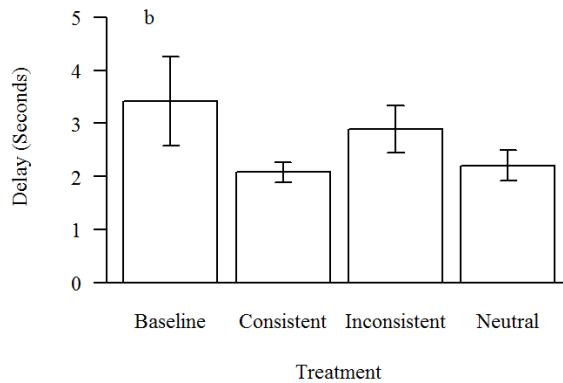 b
5
4
3
2
1
0
Delay (Seconds)
Baseline Consistent Inconsistent Neutral
Treatment